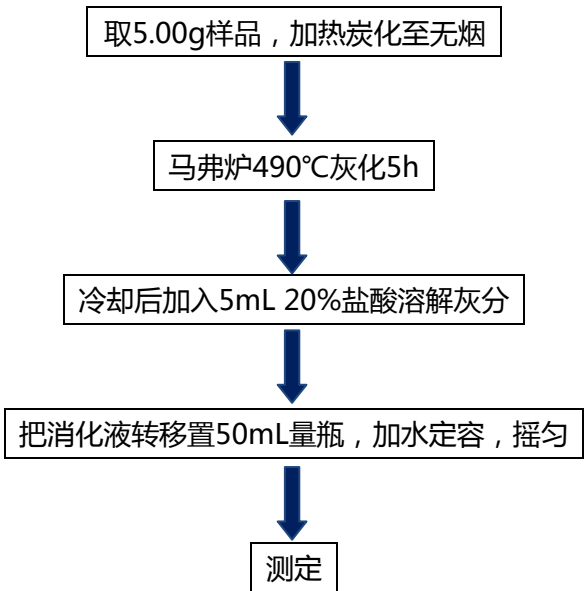 取5.00g样品，加热炭化至无烟
马弗炉490℃灰化5h
冷却后加入5mL 20%盐酸溶解灰分
把消化液转移置50mL量瓶，加水定容，摇匀
测定